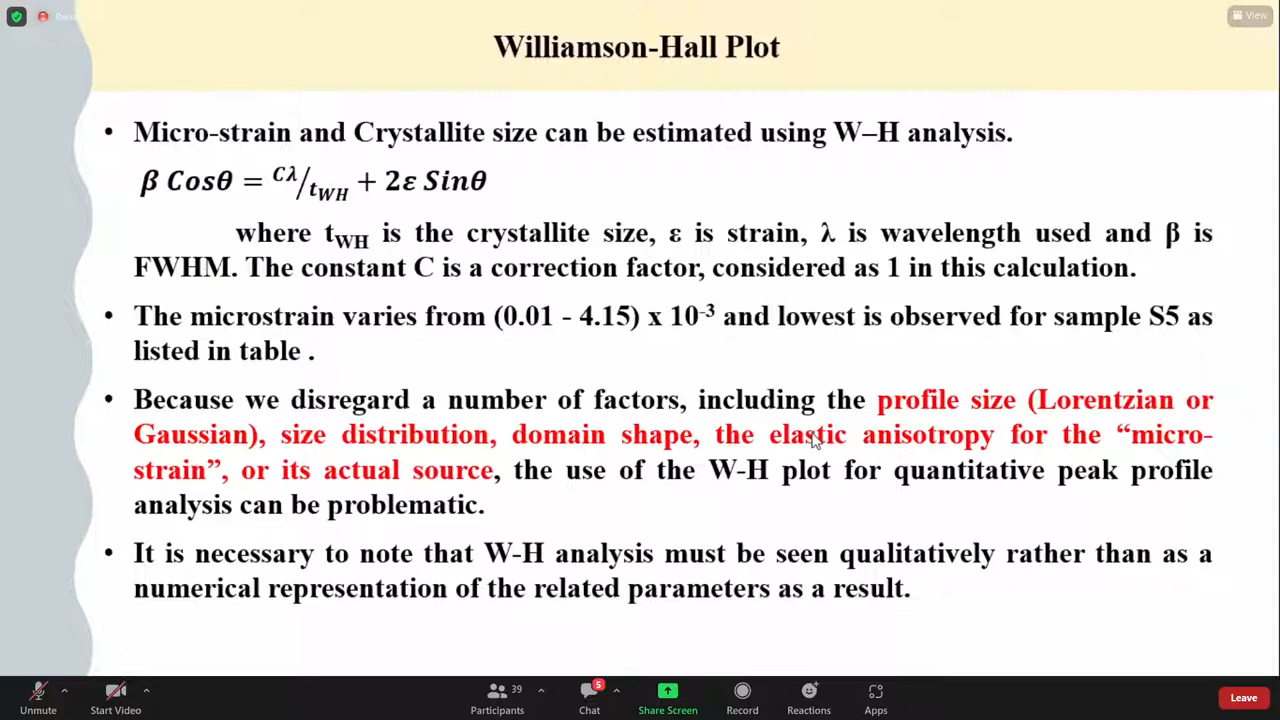 View
Williamson-Hall Plot
• Micro-strain and Crystallite size can be estimated using W–H analysis.
β Cosθ = Cλ/t_WH + 2ε Sinθ
where t_WH is the crystallite size, ε is strain, λ is wavelength used and β is
FWHM. The constant C is a correction factor, considered as 1 in this calculation.
• The microstrain varies from (0.01 - 4.15) x 10⁻³ and lowest is observed for sample S5 as
listed in table .
• Because we disregard a number of factors, including the profile size (Lorentzian or
Gaussian), size distribution, domain shape, the elastic anisotropy for the “micro-
strain”, or its actual source, the use of the W-H plot for quantitative peak profile
analysis can be problematic.
• It is necessary to note that W-H analysis must be seen qualitatively rather than as a
numerical representation of the related parameters as a result.
39
5
Unmute
Start Video
Participants
Chat
Share Screen
Record
Reactions
Apps
Leave